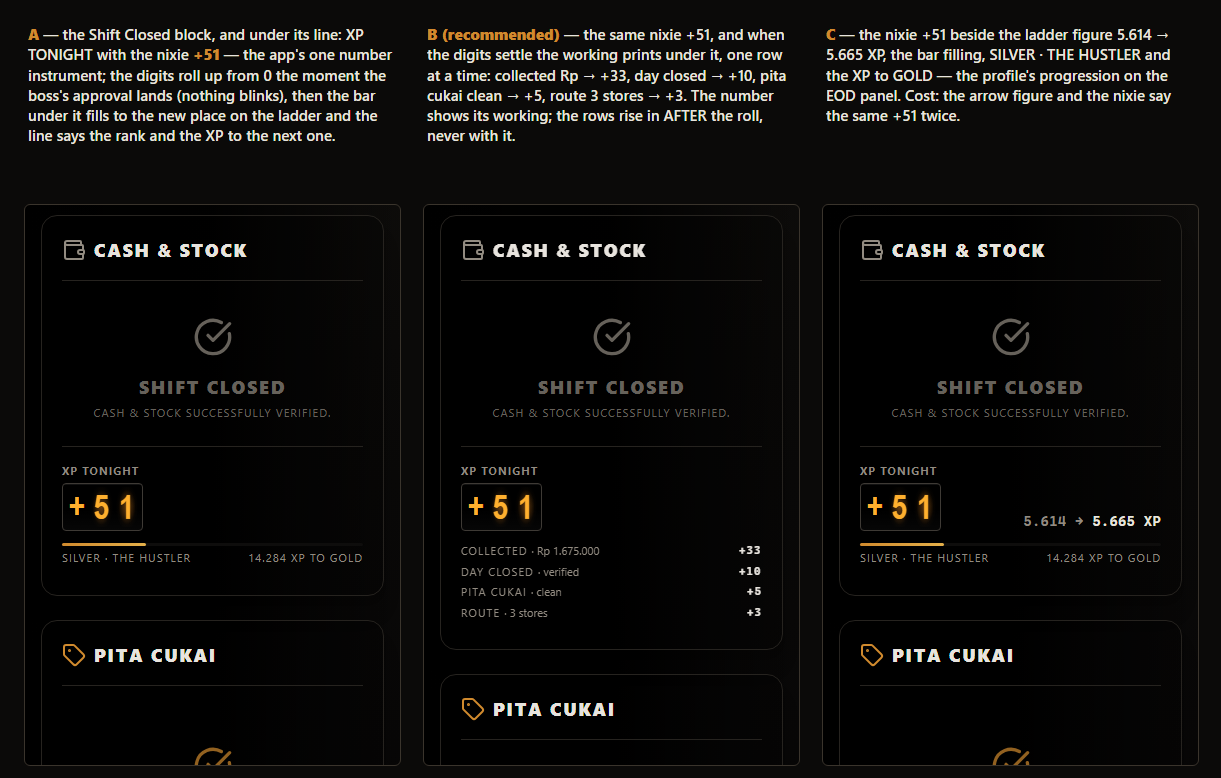 A — the Shift Closed block, and under its line: XP
TONIGHT with the nixie +51 — the app's one number
instrument; the digits roll up from 0 the moment the
boss's approval lands (nothing blinks), then the bar
under it fills to the new place on the ladder and the
line says the rank and the XP to the next one.
B (recommended) — the same nixie +51, and when
the digits settle the working prints under it, one row
at a time: collected Rp → +33, day closed → +10, pita
cukai clean → +5, route 3 stores → +3. The number
shows its working; the rows rise in AFTER the roll,
never with it.
C — the nixie +51 beside the ladder figure 5.614 →
5.665 XP, the bar filling, SILVER · THE HUSTLER and
the XP to GOLD — the profile's progression on the
EOD panel. Cost: the arrow figure and the nixie say
the same +51 twice.
CASH & STOCK
SHIFT CLOSED
CASH & STOCK SUCCESSFULLY VERIFIED.
XP TONIGHT
+51
SILVER · THE HUSTLER 14.284 XP TO GOLD
PITA CUKAI
CASH & STOCK
SHIFT CLOSED
CASH & STOCK SUCCESSFULLY VERIFIED.
XP TONIGHT
+51
COLLECTED · Rp 1.675.000 +33
DAY CLOSED · verified +10
PITA CUKAI · clean +5
ROUTE · 3 stores +3
PITA CUKAI
CASH & STOCK
SHIFT CLOSED
CASH & STOCK SUCCESSFULLY VERIFIED.
XP TONIGHT
+51
5.614 → 5.665 XP
SILVER · THE HUSTLER 14.284 XP TO GOLD
PITA CUKAI